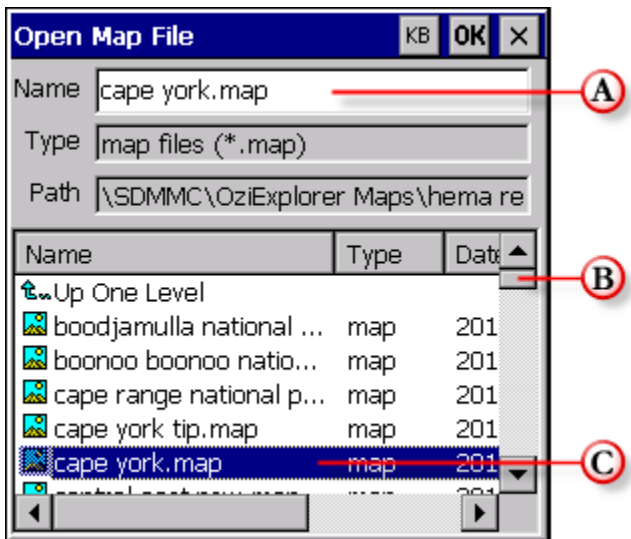 Open Map File KB OK ×
Name cape york.map A
Type map files (*.map)
Path \SDMMC\OziExplorer Maps\hema re
Name Type Date
B
Up One Level
boodjamulla national ... map 201
boonoo boonoo natio... map 201
cape range national p... map 201
cape york tip.map map 201
cape york.map map 201 C